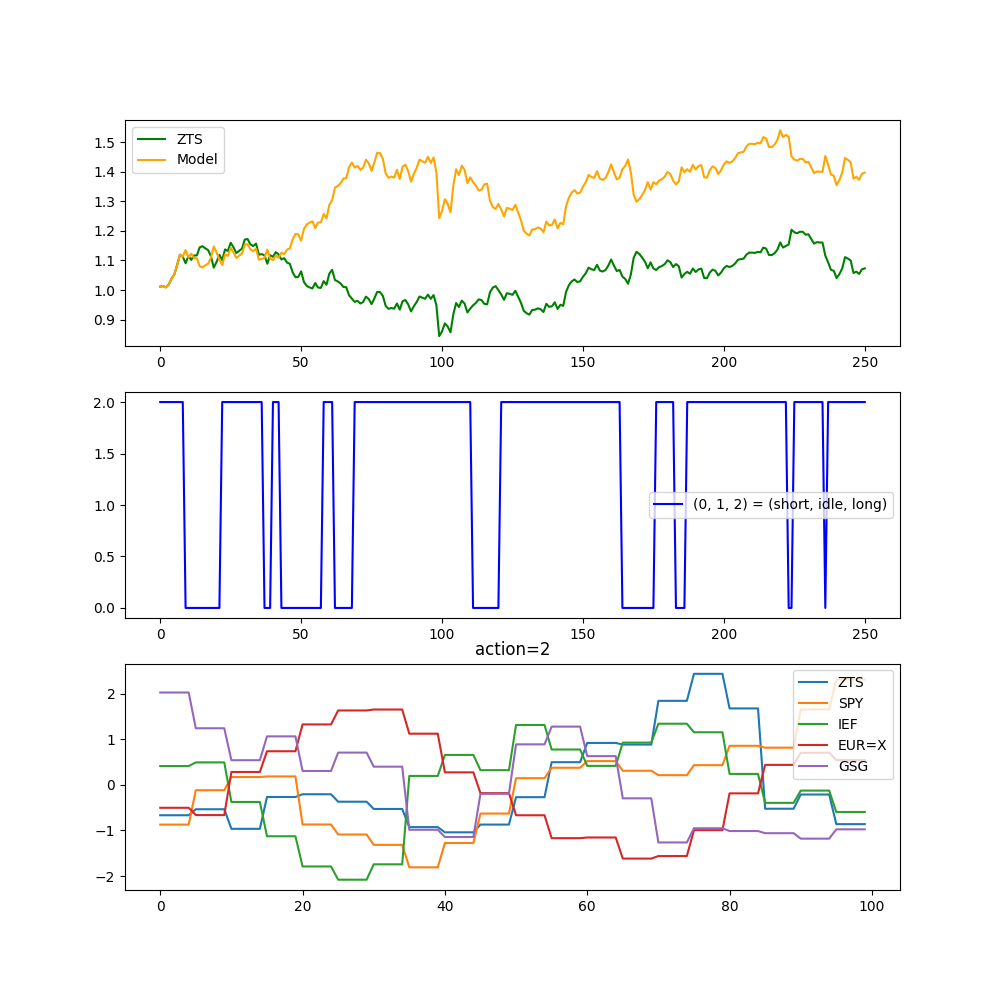 1.5
1.4
1.3
1.2
1.1
1.0
0.9
ZTS
Model
0 50 100 150 200 250
2.0
1.5
1.0
0.5
0.0
(0, 1, 2) = (short, idle, long)
0 50 100 150 200 250
action=2
2
1
0
−1
−2
ZTS
SPY
IEF
EUR=X
GSG
0 20 40 60 80 100